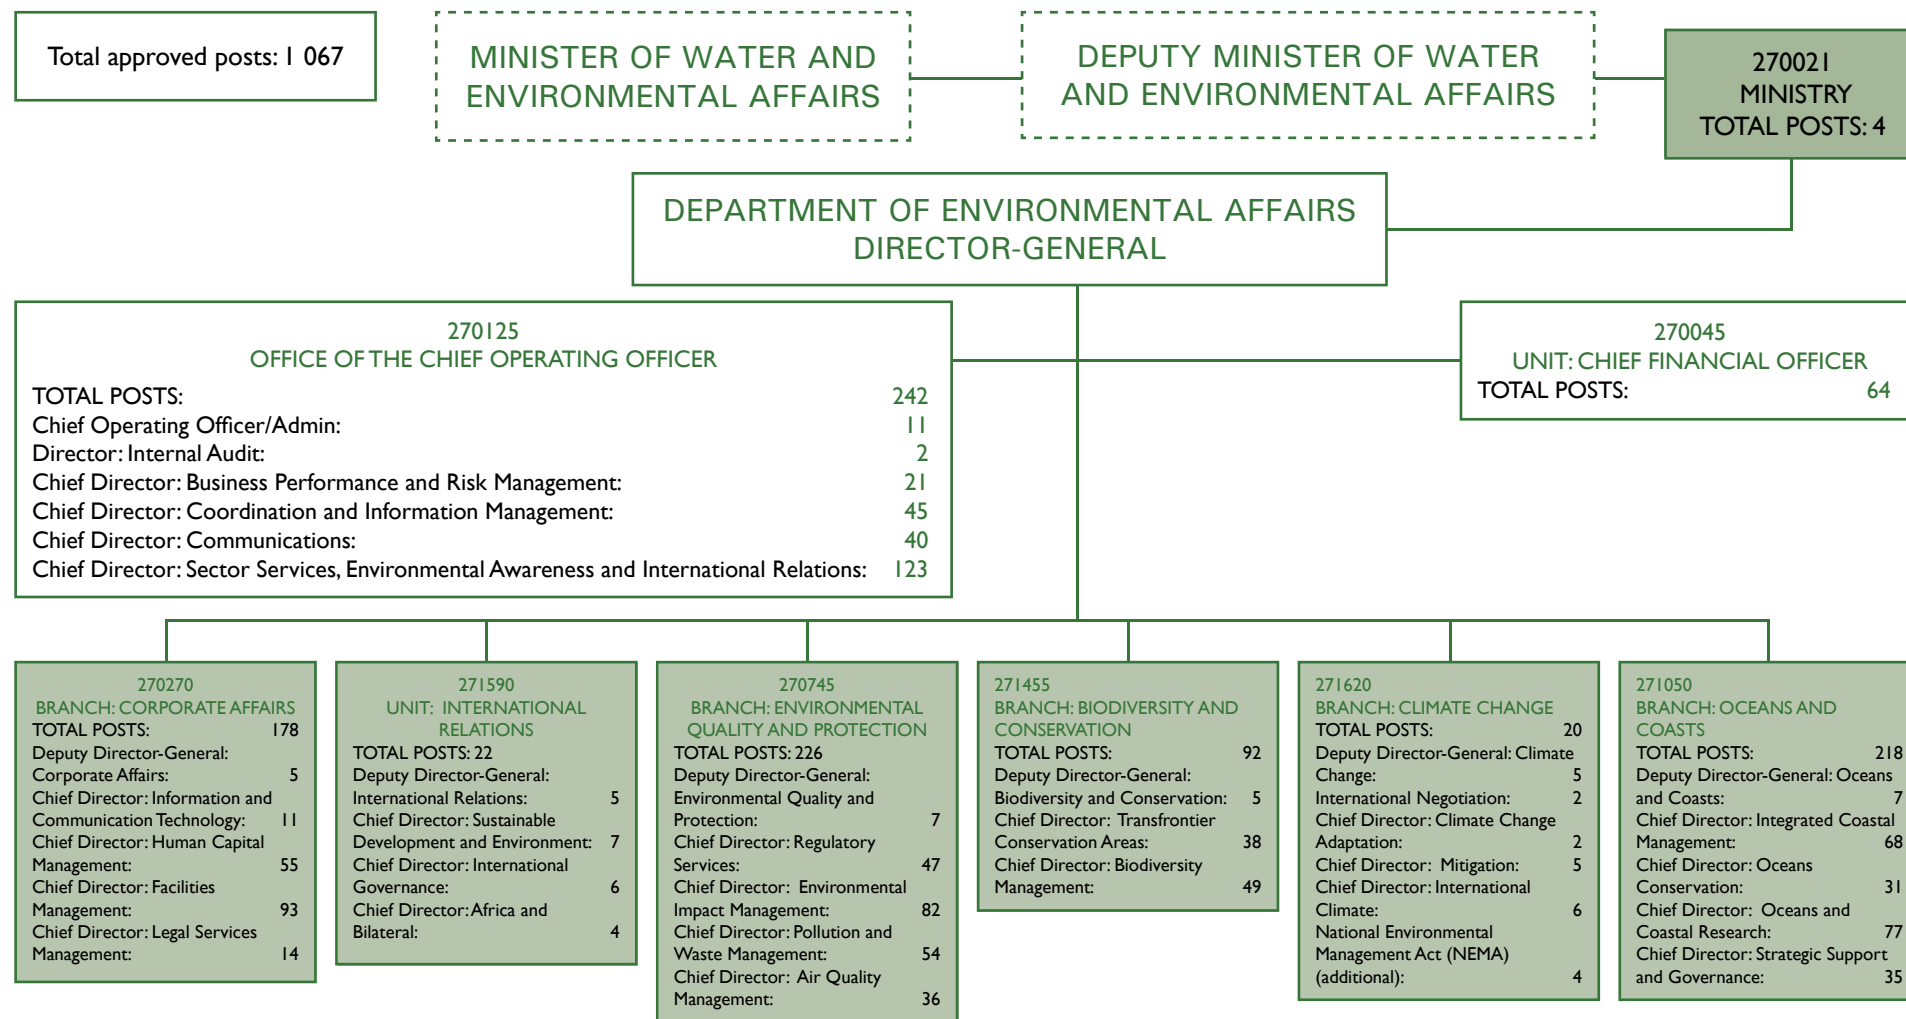 Total approved posts: 1 067
MINISTER OF WATER AND
ENVIRONMENTAL AFFAIRS
DEPUTY MINISTER OF WATER
AND ENVIRONMENTAL AFFAIRS
270021
MINISTRY
TOTAL POSTS: 4
DEPARTMENT OF ENVIRONMENTAL AFFAIRS
DIRECTOR-GENERAL
270125
OFFICE OF THE CHIEF OPERATING OFFICER
TOTAL POSTS: 242
Chief Operating Officer/Admin: 11
Director: Internal Audit: 2
Chief Director: Business Performance and Risk Management: 21
Chief Director: Coordination and Information Management: 45
Chief Director: Communications: 40
Chief Director: Sector Services, Environmental Awareness and International Relations: 123
270045
UNIT: CHIEF FINANCIAL OFFICER
TOTAL POSTS: 64
270270
BRANCH: CORPORATE AFFAIRS
TOTAL POSTS: 178
Deputy Director-General:
Corporate Affairs: 5
Chief Director: Information and
Communication Technology: 11
Chief Director: Human Capital
Management: 55
Chief Director: Facilities
Management: 93
Chief Director: Legal Services
Management: 14
271590
UNIT: INTERNATIONAL
RELATIONS
TOTAL POSTS: 22
Deputy Director-General:
International Relations: 5
Chief Director: Sustainable
Development and Environment: 7
Chief Director: International
Governance: 6
Chief Director: Africa and
Bilateral: 4
270745
BRANCH: ENVIRONMENTAL
QUALITY AND PROTECTION
TOTAL POSTS: 226
Deputy Director-General:
Environmental Quality and
Protection: 7
Chief Director: Regulatory
Services: 47
Chief Director: Environmental
Impact Management: 82
Chief Director: Pollution and
Waste Management: 54
Chief Director: Air Quality
Management: 36
271455
BRANCH: BIODIVERSITY AND
CONSERVATION
TOTAL POSTS: 92
Deputy Director-General:
Biodiversity and Conservation: 5
Chief Director: Transfrontier
Conservation Areas: 38
Chief Director: Biodiversity
Management: 49
271620
BRANCH: CLIMATE CHANGE
TOTAL POSTS: 20
Deputy Director-General: Climate
Change: 5
International Negotiation: 2
Chief Director: Climate Change
Adaptation: 2
Chief Director: Mitigation: 5
Chief Director: International
Climate: 6
National Environmental
Management Act (NEMA)
(additional): 4
271050
BRANCH: OCEANS AND
COASTS
TOTAL POSTS: 218
Deputy Director-General: Oceans
and Coasts: 7
Chief Director: Integrated Coastal
Management: 68
Chief Director: Oceans
Conservation: 31
Chief Director: Oceans and
Coastal Research: 77
Chief Director: Strategic Support
and Governance: 35